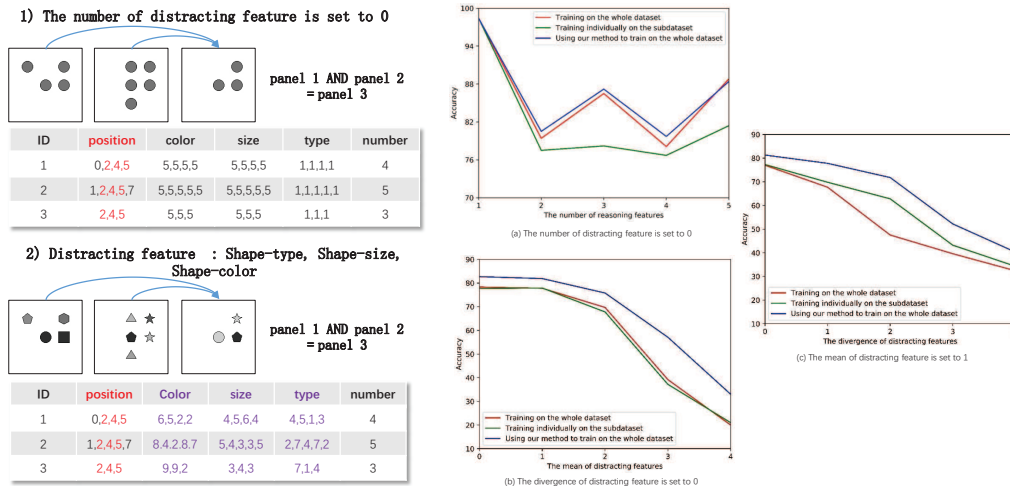 1) The number of distracting feature is set to 0
panel 1 AND panel 2
= panel 3
ID position color size type number
1 0,2,4,5 5,5,5,5 5,5,5,5 1,1,1,1 4
2 1,2,4,5,7 5,5,5,5,5 5,5,5,5,5 1,1,1,1,1 5
3 2,4,5 5,5,5 5,5,5 1,1,1 3
2) Distracting feature : Shape-type, Shape-size,
Shape-color
panel 1 AND panel 2
= panel 3
ID position Color size type number
1 0,2,4,5 6,5,2,2 4,5,6,4 4,5,1,3 4
2 1,2,4,5,7 8.4.2.8.7 5,4,3,3,5 2,7,4,7,2 5
3 2,4,5 9,9,2 3,4,3 7,1,4 3
100
94
88
82
76
70
Accuracy
Training on the whole dataset
Training individually on the subdataset
Using our method to train on the whole dataset
1 2 3 4 5
The number of reasoning features
(a) The number of distracting feature is set to 0
90
80
70
60
50
40
30
20
10
Accuracy
Training on the whole dataset
Training individually on the subdataset
Using our method to train on the whole dataset
0 1 2 3 4
The mean of distracting features
(b) The divergence of distracting feature is set to 0
90
80
70
60
50
40
30
20
10
Accuracy
Training on the whole dataset
Training individually on the subdataset
Using our method to train on the whole dataset
0 1 2 3 4
The divergence of distracting features
(c) The mean of distracting feature is set to 1